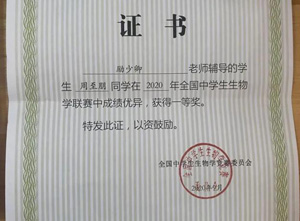 证书
励少卿 老师辅导的学
生 周至朋 同学在 2020 年全国中学生生物
学联赛中成绩优异，获得一等奖。
特发此证，以资鼓励。
全国中学生生物学竞赛委员会
2020年9月